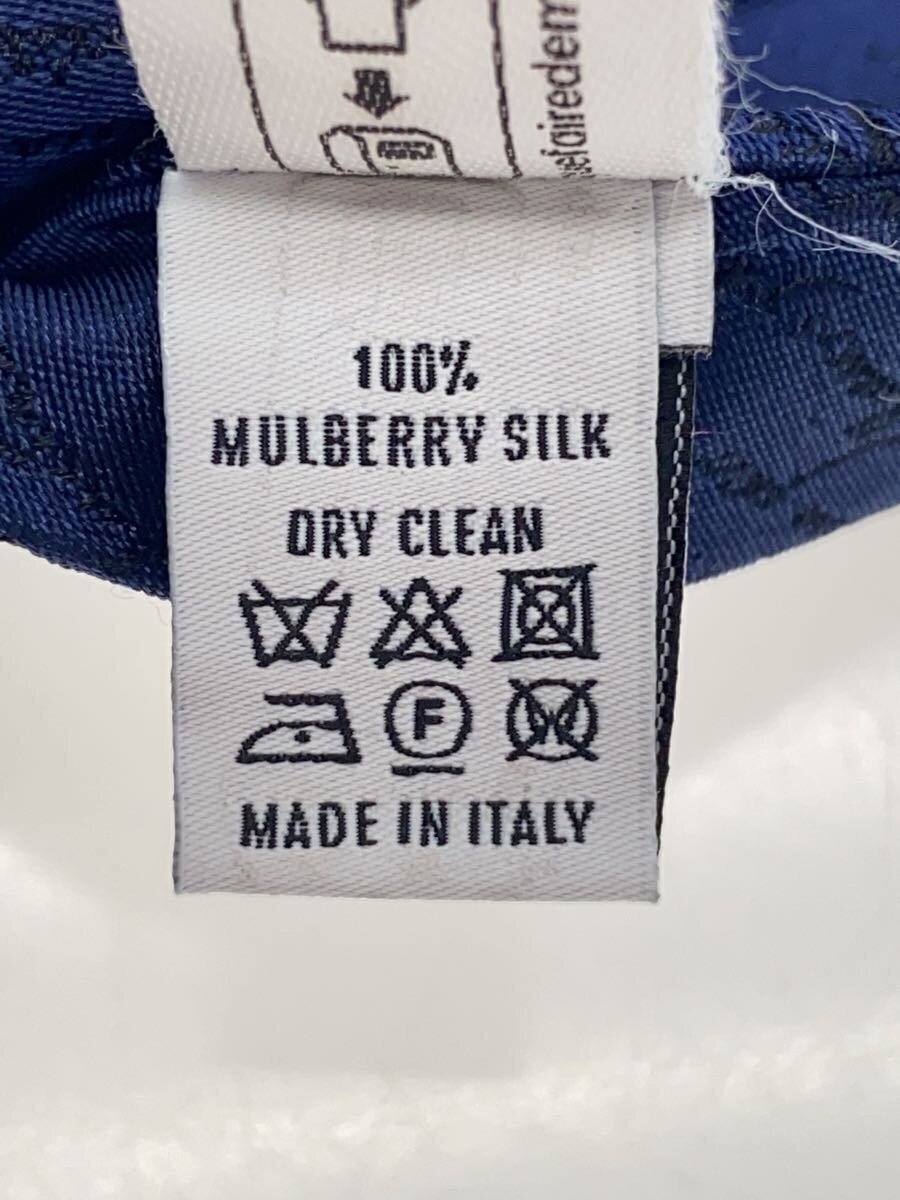 100%
MULBERRY SILK
DRY CLEAN
F
MADE IN ITALY